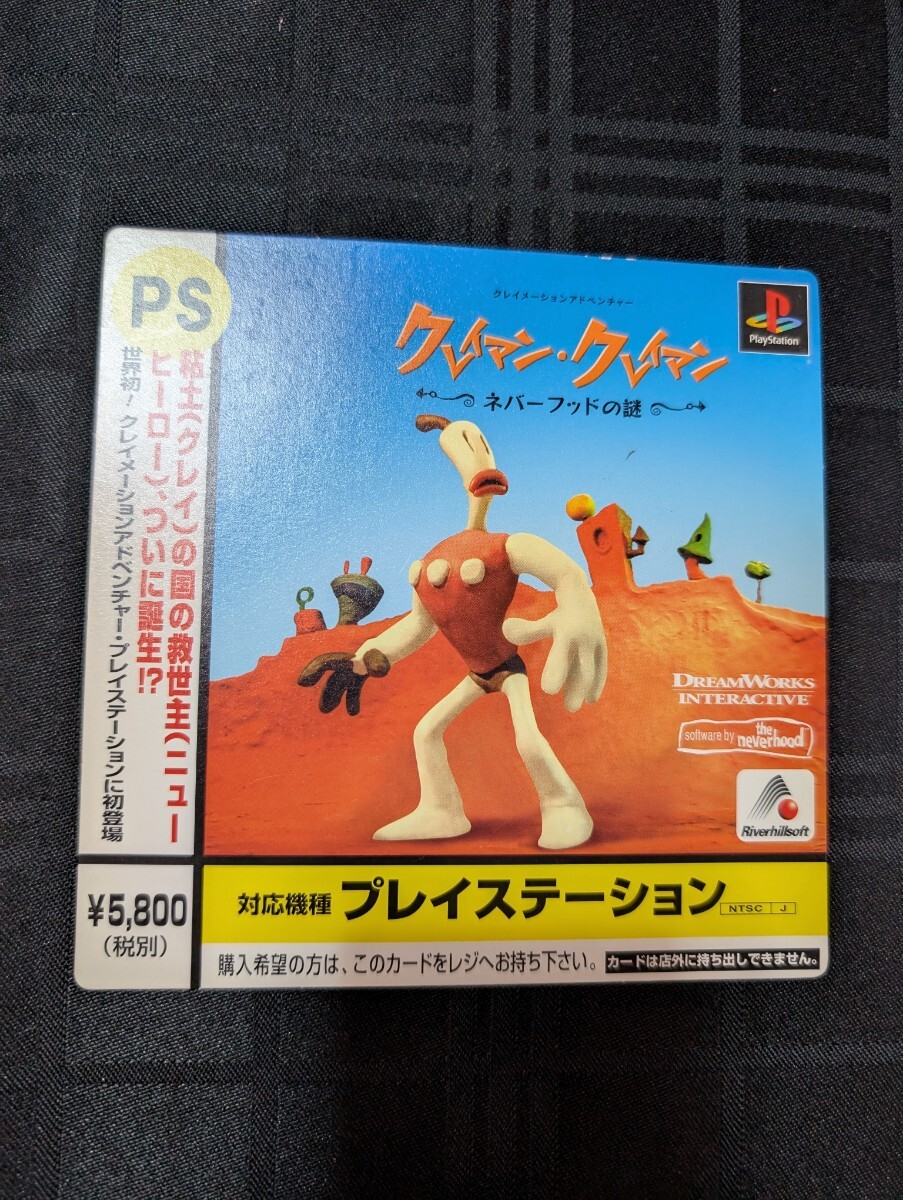 PS
粘土(クレイ)の国の救世主(ニュー
ヒーロー)、ついに誕生!?
世界初!クレイメーションアドベンチャー・プレイステーションに初登場
クレイメーションアドベンチャー
クレイマン・クレイマン
ネバーフッドの謎
PlayStation
DREAMWORKS
INTERACTIVE
software by the neverhood
Riverhillsoft
¥5,800
(税別)
対応機種 プレイステーション NTSC J
購入希望の方は、このカードをレジへお持ち下さい。 カードは店外に持ち出しできません。